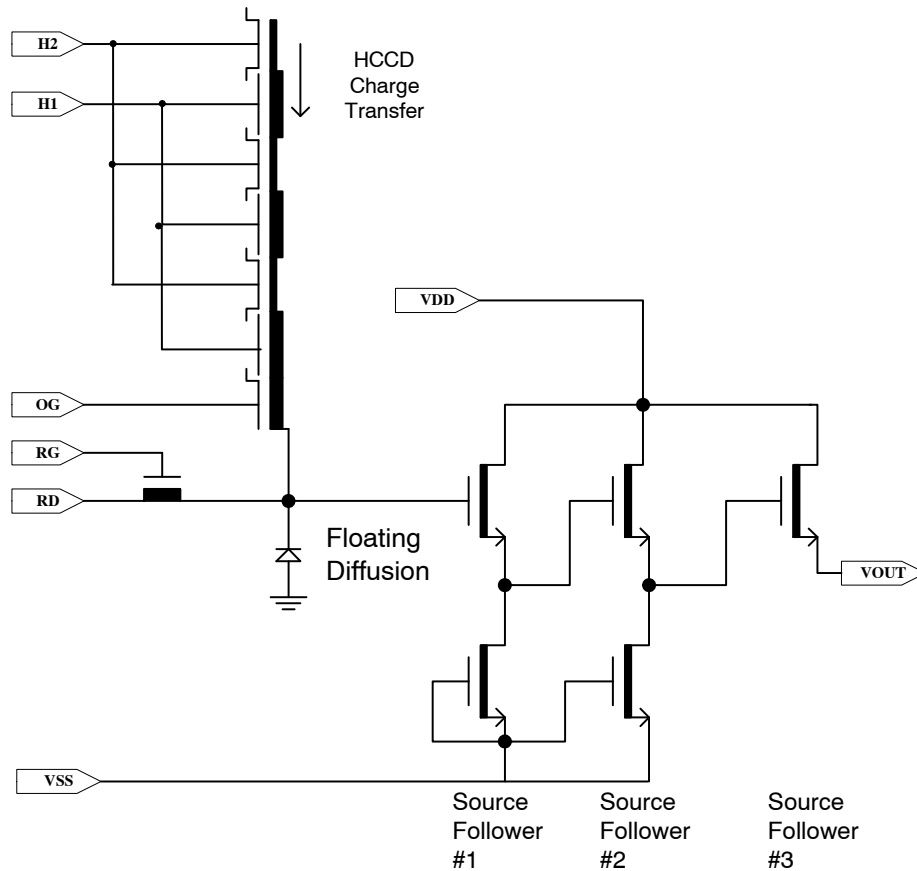 H2
HCCD
Charge
Transfer
H1
VDD
OG
RG
RD
Floating
Diffusion
VOUT
VSS
Source
Follower
#1
Source
Follower
#2
Source
Follower
#3